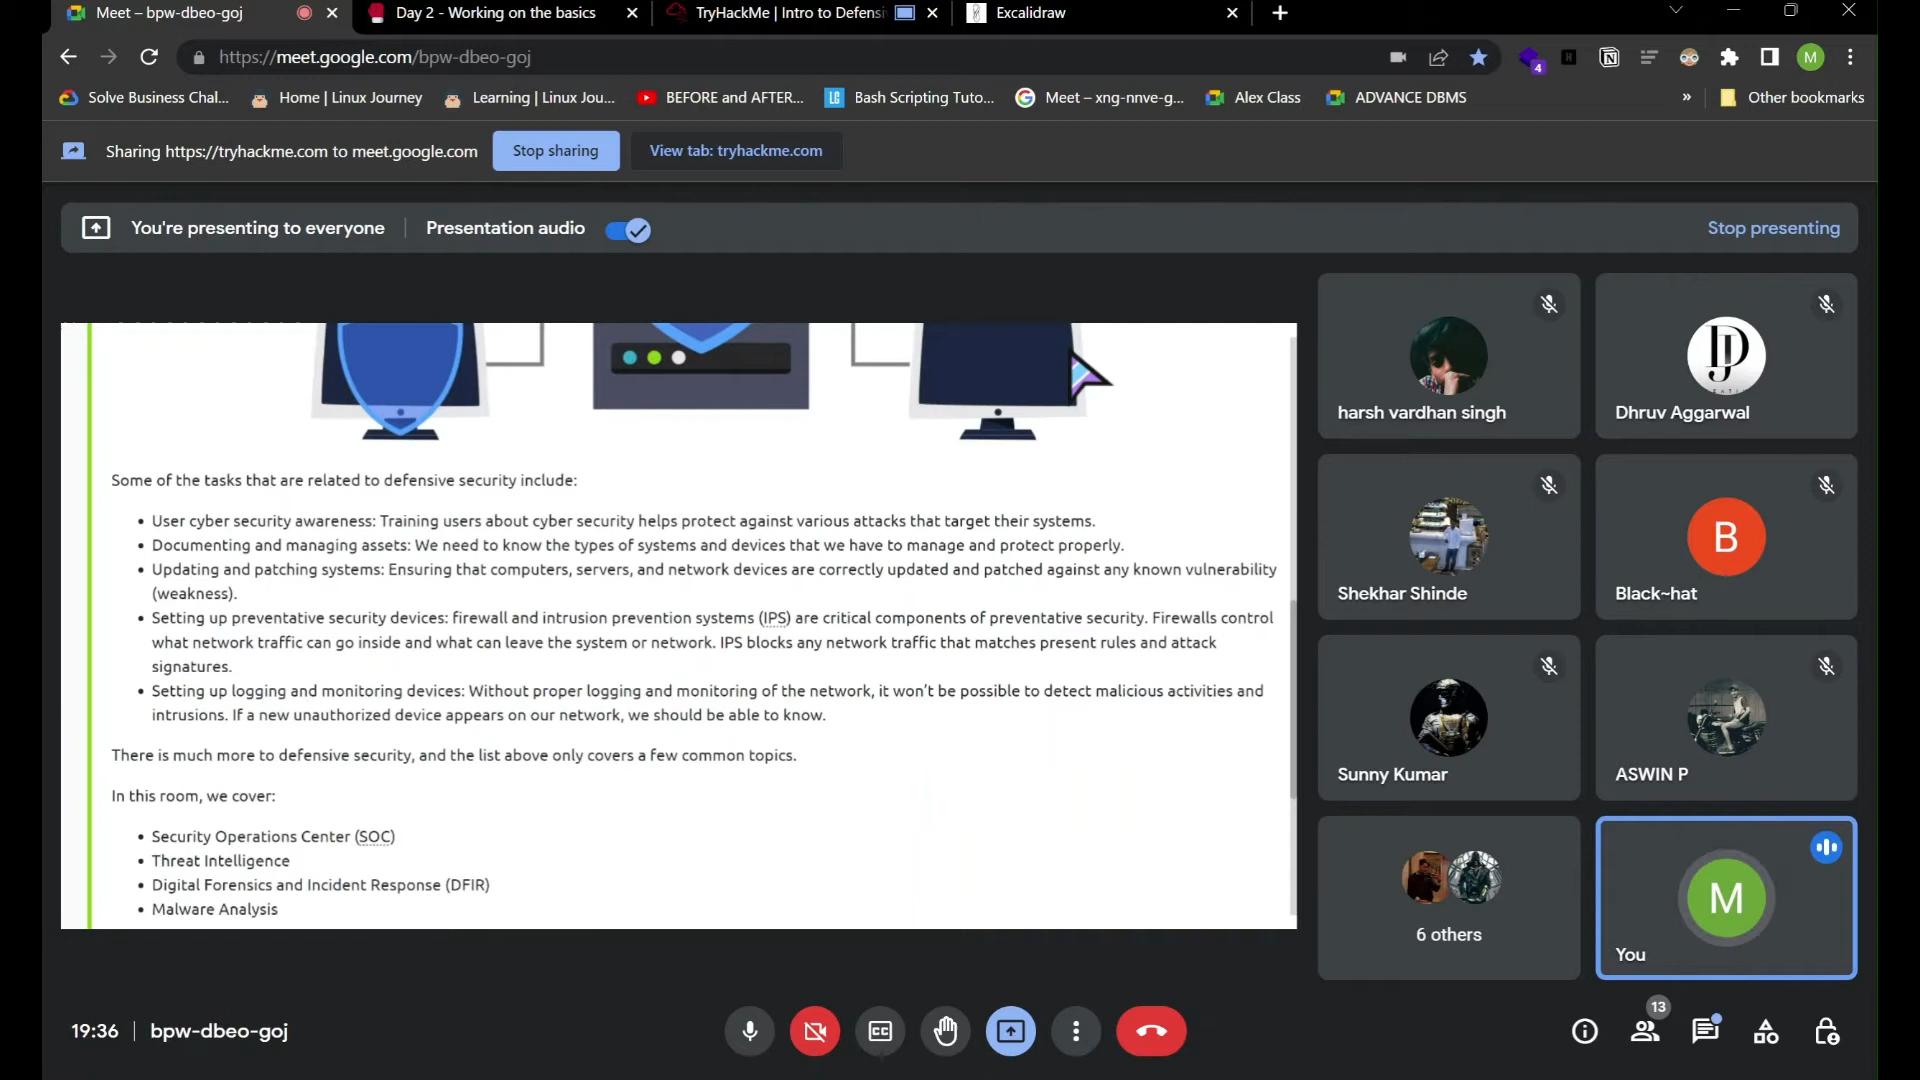 Meet – bpw-dbeo-goj
Day 2 - Working on the basics
TryHackMe | Intro to Defensi
Excalidraw
https://meet.google.com/bpw-dbeo-goj
4
M
Solve Business Chal...
Home | Linux Journey
Learning | Linux Jou...
BEFORE and AFTER...
LC
Bash Scripting Tuto...
Meet – xng-nnve-g...
Alex Class
ADVANCE DBMS
»
Other bookmarks
Sharing https://tryhackme.com to meet.google.com
Stop sharing
View tab: tryhackme.com
You're presenting to everyone
Presentation audio
Stop presenting
Some of the tasks that are related to defensive security include:
• User cyber security awareness: Training users about cyber security helps protect against various attacks that target their systems.
• Documenting and managing assets: We need to know the types of systems and devices that we have to manage and protect properly.
• Updating and patching systems: Ensuring that computers, servers, and network devices are correctly updated and patched against any known vulnerability
(weakness).
• Setting up preventative security devices: firewall and intrusion prevention systems (IPS) are critical components of preventative security. Firewalls control
what network traffic can go inside and what can leave the system or network. IPS blocks any network traffic that matches present rules and attack
signatures.
• Setting up logging and monitoring devices: Without proper logging and monitoring of the network, it won't be possible to detect malicious activities and
intrusions. If a new unauthorized device appears on our network, we should be able to know.
There is much more to defensive security, and the list above only covers a few common topics.
In this room, we cover:
• Security Operations Center (SOC)
• Threat Intelligence
• Digital Forensics and Incident Response (DFIR)
• Malware Analysis
harsh vardhan singh
Dhruv Aggarwal
Shekhar Shinde
B
Black~hat
Sunny Kumar
ASWIN P
6 others
M
You
19:36
bpw-dbeo-goj
CC
13